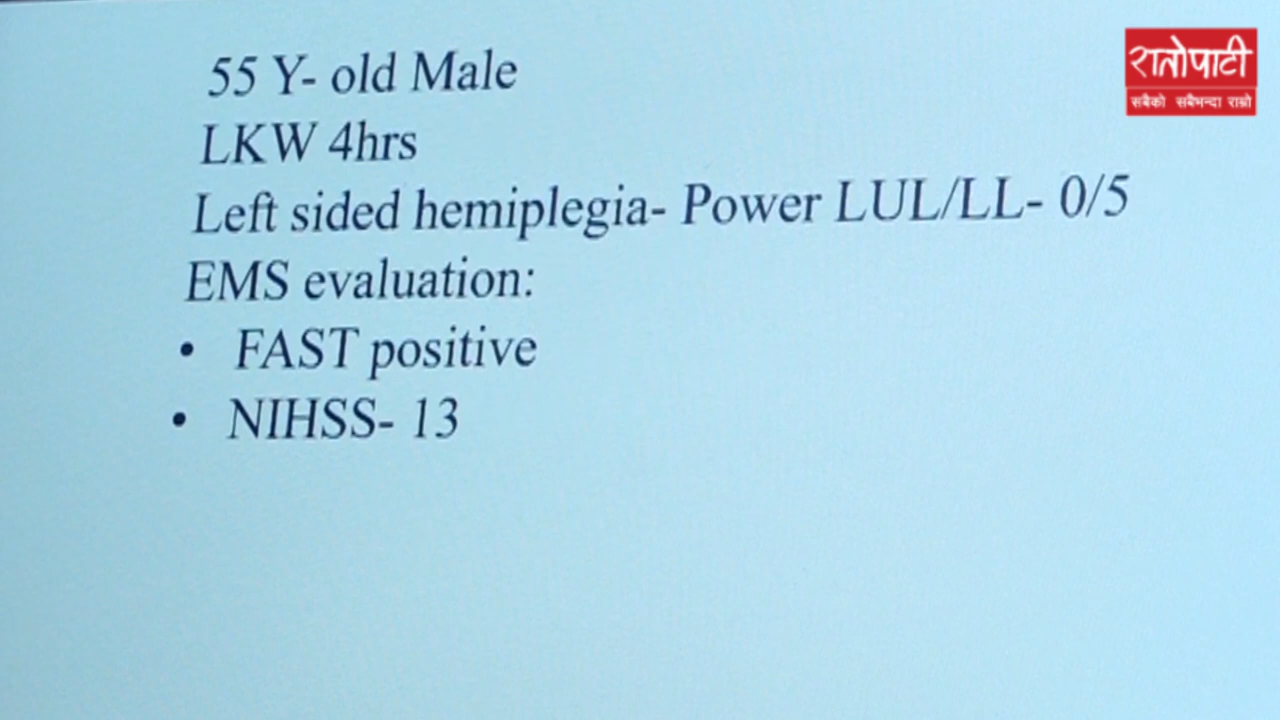 55 Y- old Male
LKW 4hrs
Left sided hemiplegia- Power LUL/LL- 0/5
EMS evaluation:
• FAST positive
• NIHSS- 13
रातोपाटी
सबैको सबैभन्दा राम्रो